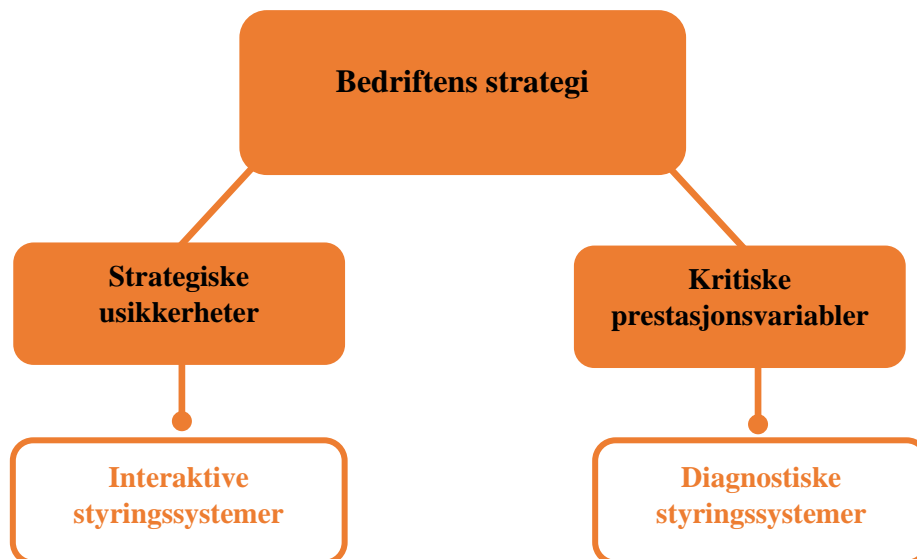 Bedriftens strategi
Strategiske
usikkerheter
Kritiske
prestasjonsvariabler
Interaktive
styringssystemer
Diagnostiske
styringssystemer